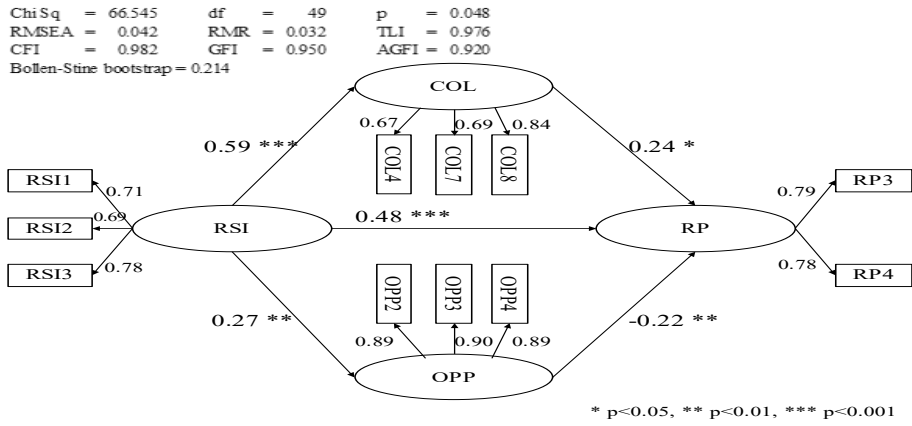 Chi Sq = 66.545 df = 49 p = 0.048
RMSEA = 0.042 RMR = 0.032 TLI = 0.976
CFI = 0.982 GFI = 0.950 AGFI = 0.920
Bollen-Stine bootstrap = 0.214
COL
0.67 0.69 0.84
0.59 *** COL4 COL7 COL8 0.24 *
RSI1 0.71 0.79 RP3
RSI2 0.69 RSI 0.48 *** RP
RSI3 0.78 0.78 RP4
OPP2 OPP3 OPP4
0.27 ** -0.22 **
0.89 0.90 0.89
OPP
* p<0.05, ** p<0.01, *** p<0.001